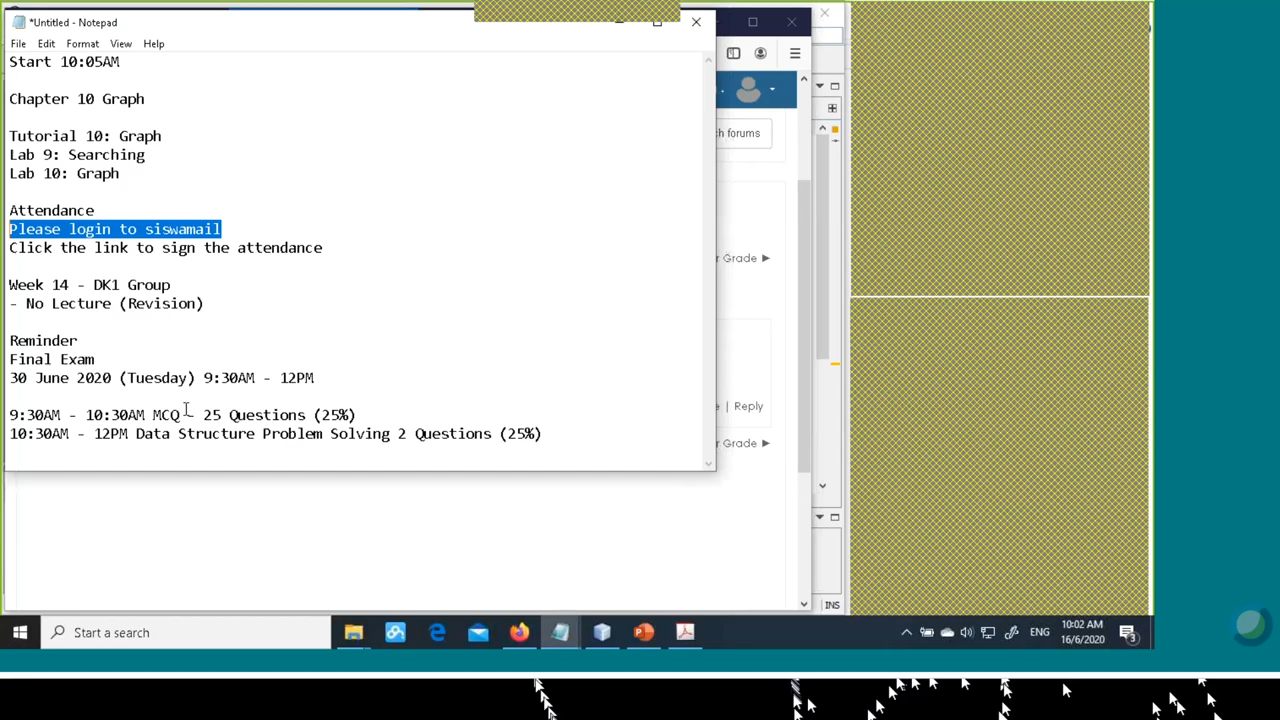 *Untitled - Notepad
File Edit Format View Help
Start 10:05AM
Chapter 10 Graph
Tutorial 10: Graph
Lab 9: Searching
Lab 10: Graph
Attendance
Please login to siswamail
Click the link to sign the attendance
Week 14 - DK1 Group
- No Lecture (Revision)
Reminder
Final Exam
30 June 2020 (Tuesday) 9:30AM - 12PM
9:30AM - 10:30AM MCQ - 25 Questions (25%)
10:30AM - 12PM Data Structure Problem Solving 2 Questions (25%)
ch forums
r Grade ►
| Reply
r Grade ►
INS
Start a search
ENG
10:02 AM
16/6/2020
3